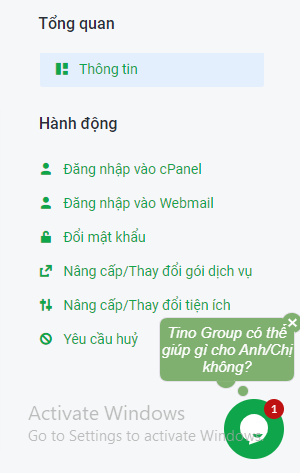 Tổng quan
Thông tin
Hành động
Đăng nhập vào cPanel
Đăng nhập vào Webmail
Đổi mật khẩu
Nâng cấp/Thay đổi gói dịch vụ
Nâng cấp/Thay đổi tiện ích
Yêu cầu huỷ
Tino Group có thể
giúp gì cho Anh/Chị
không?
1
Activate Windows
Go to Settings to activate Windows.